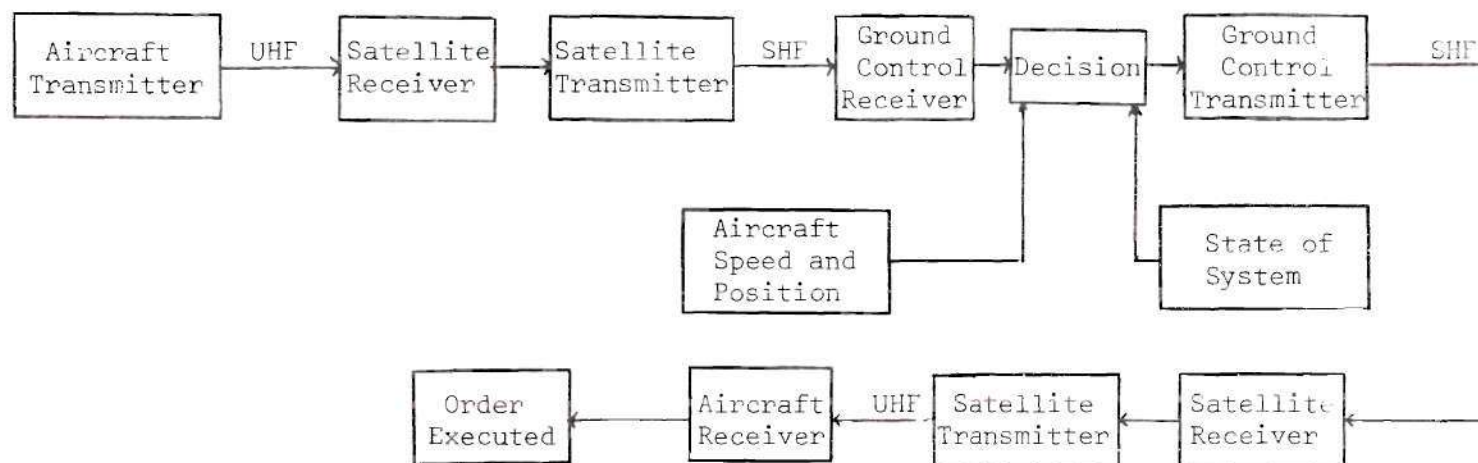 Aircraft
Transmitter
UHF
Satellite
Receiver
Satellite
Transmitter
SHF
Ground
Control
Receiver
Decision
Ground
Control
Transmitter
SHF
Aircraft
Speed and
Position
State of
System
Order
Executed
Aircraft
Receiver
UHF
Satellite
Transmitter
Satellite
Receiver